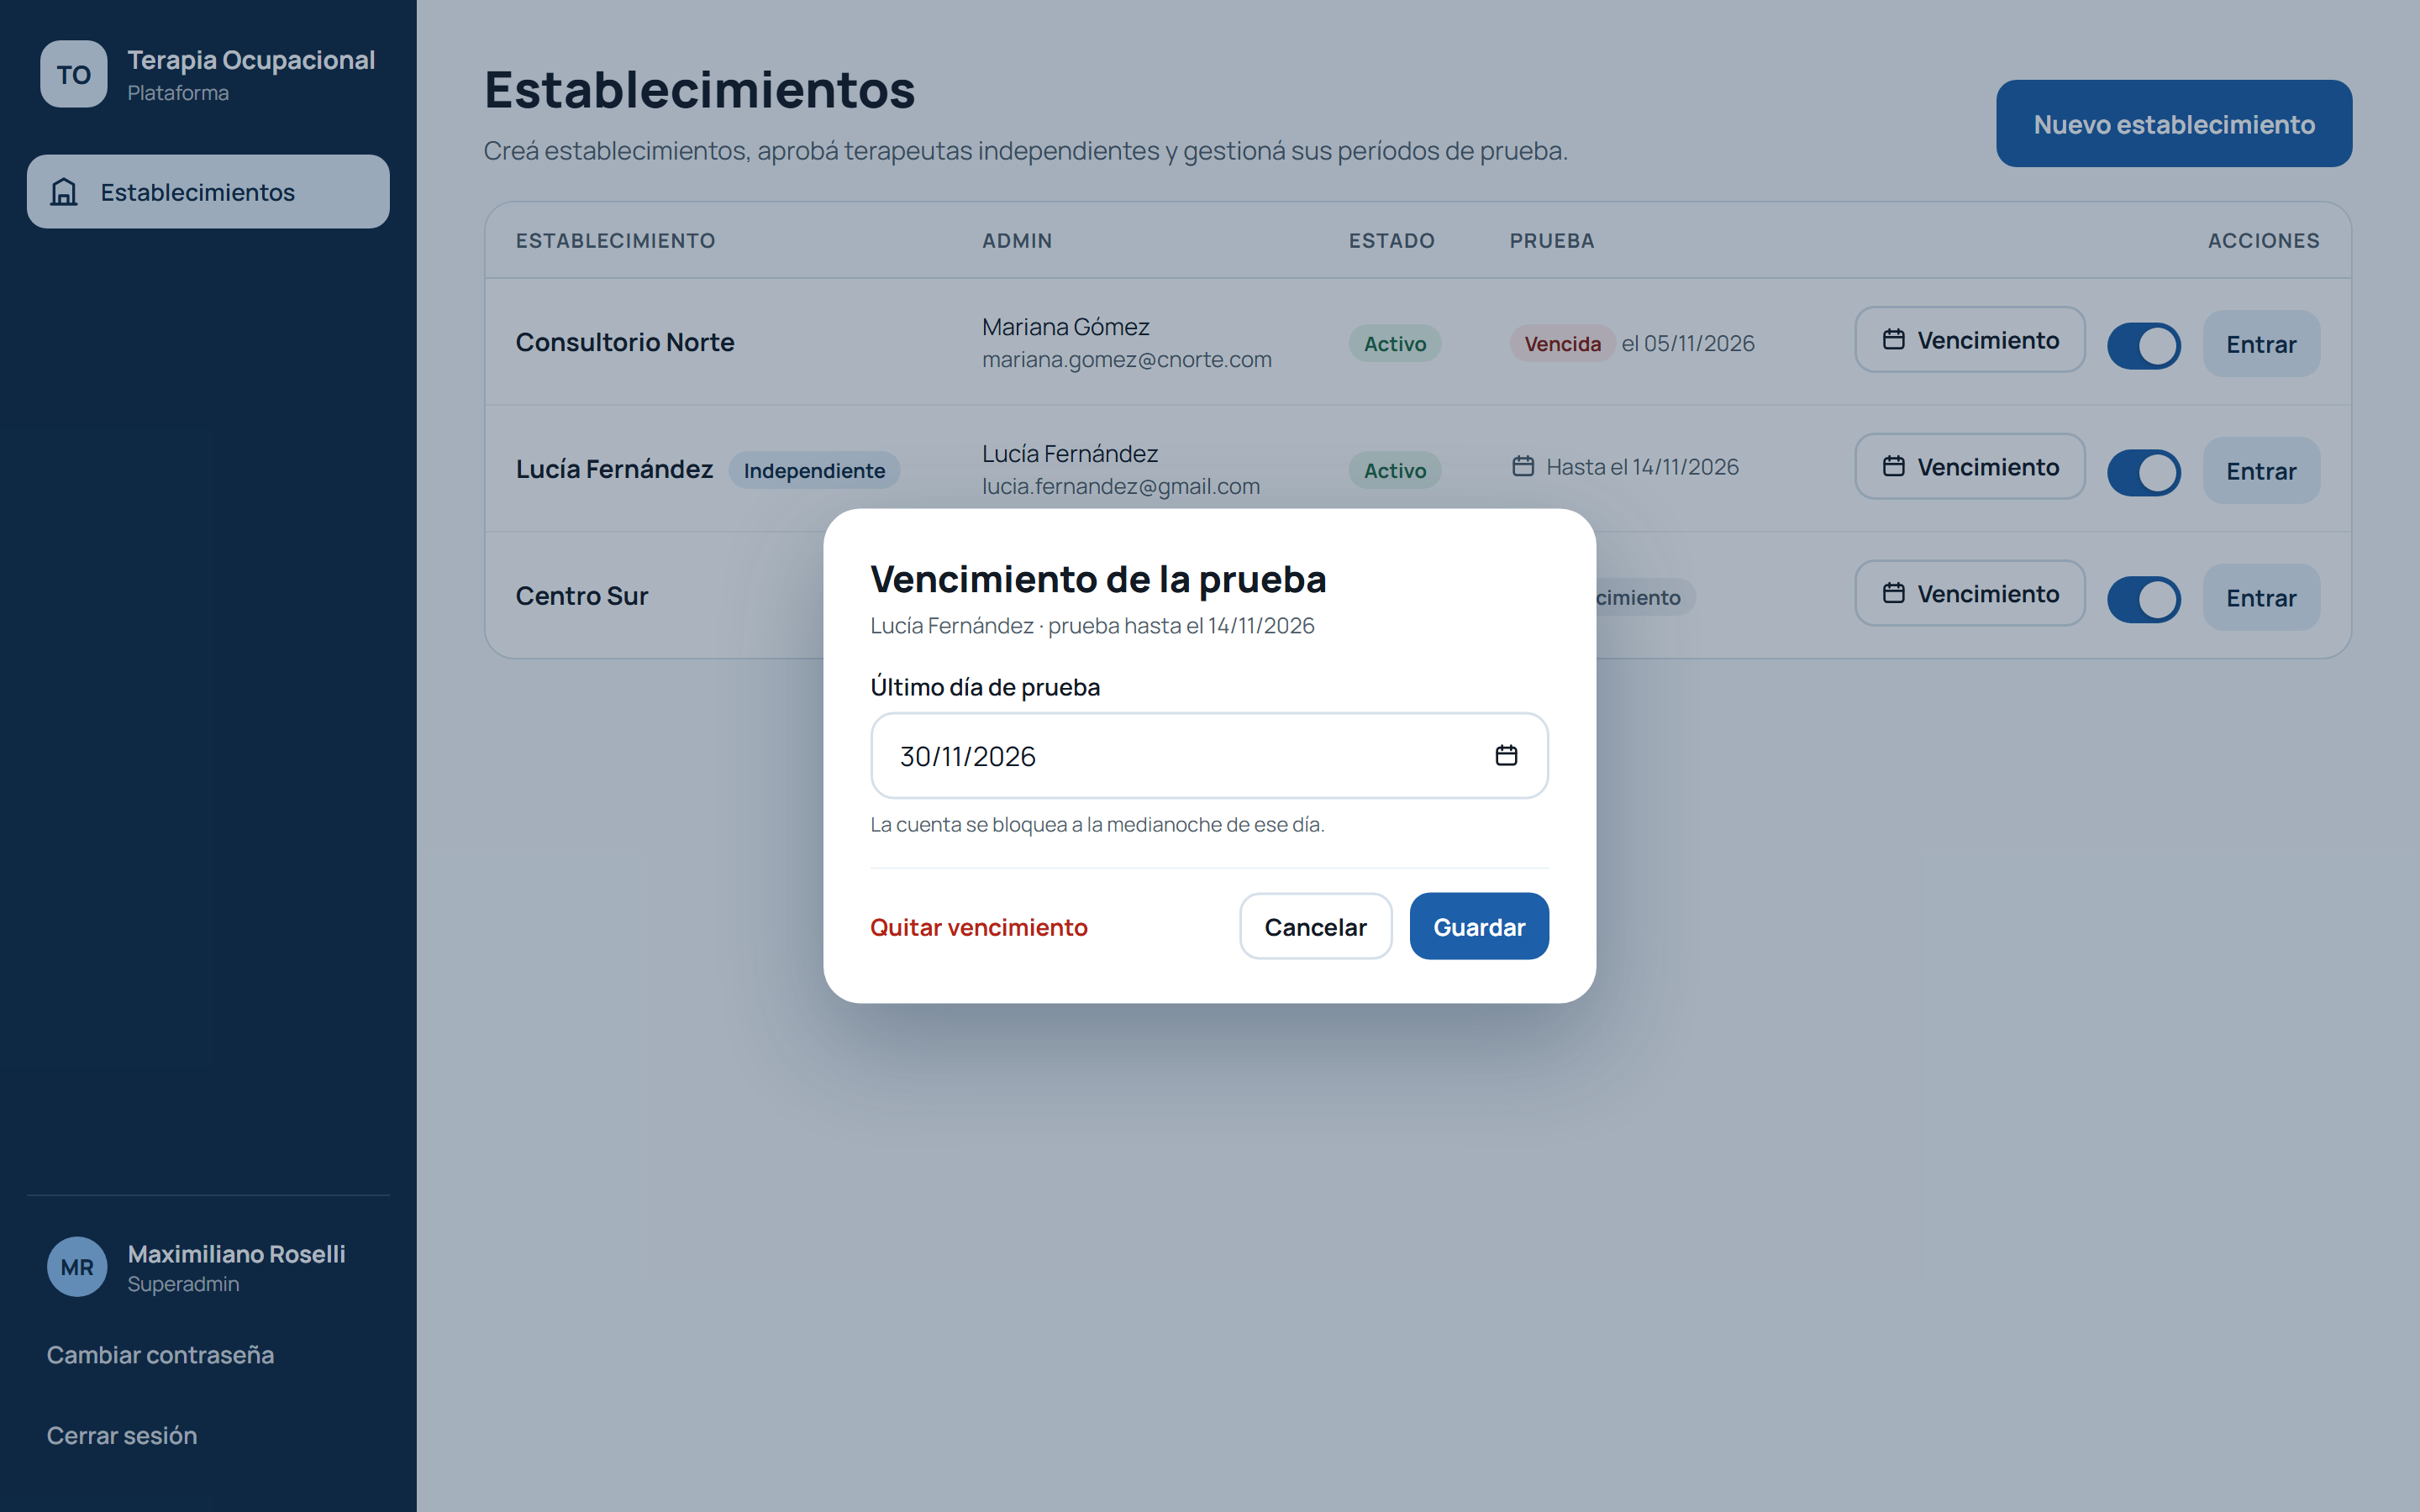 TO
Terapia Ocupacional
Plataforma
Establecimientos
Maximiliano Roselli
MR
Superadmin
Cambiar contraseña
Cerrar sesión
Establecimientos
Creá establecimientos, aprobá terapeutas independientes y gestioná sus períodos de prueba.
Nuevo establecimiento
ESTABLECIMIENTO ADMIN ESTADO PRUEBA ACCIONES
Consultorio Norte
Mariana Gómez
mariana.gomez@cnorte.com
Activo
Vencida el 05/11/2026
Vencimiento
Entrar
Lucía Fernández Independiente
Lucía Fernández
lucia.fernandez@gmail.com
Activo
Hasta el 14/11/2026
Vencimiento
Entrar
Centro Sur
Vencimiento
Entrar
Vencimiento de la prueba
Lucía Fernández · prueba hasta el 14/11/2026
Último día de prueba
30/11/2026
La cuenta se bloquea a la medianoche de ese día.
Quitar vencimiento
Cancelar
Guardar